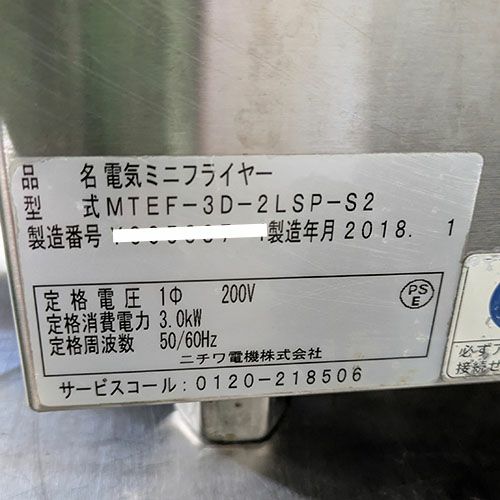 品 名 電気ミニフライヤー
型 式 MTEF-3D-2LSP-S2
製造番号 製造年月 2018. 1
定格電圧 1Φ 200V
定格消費電力 3.0kW
定格周波数 50/60Hz
PS
E
ニチワ電機株式会社
サービスコール:0120-218506
必ずア
接続せ